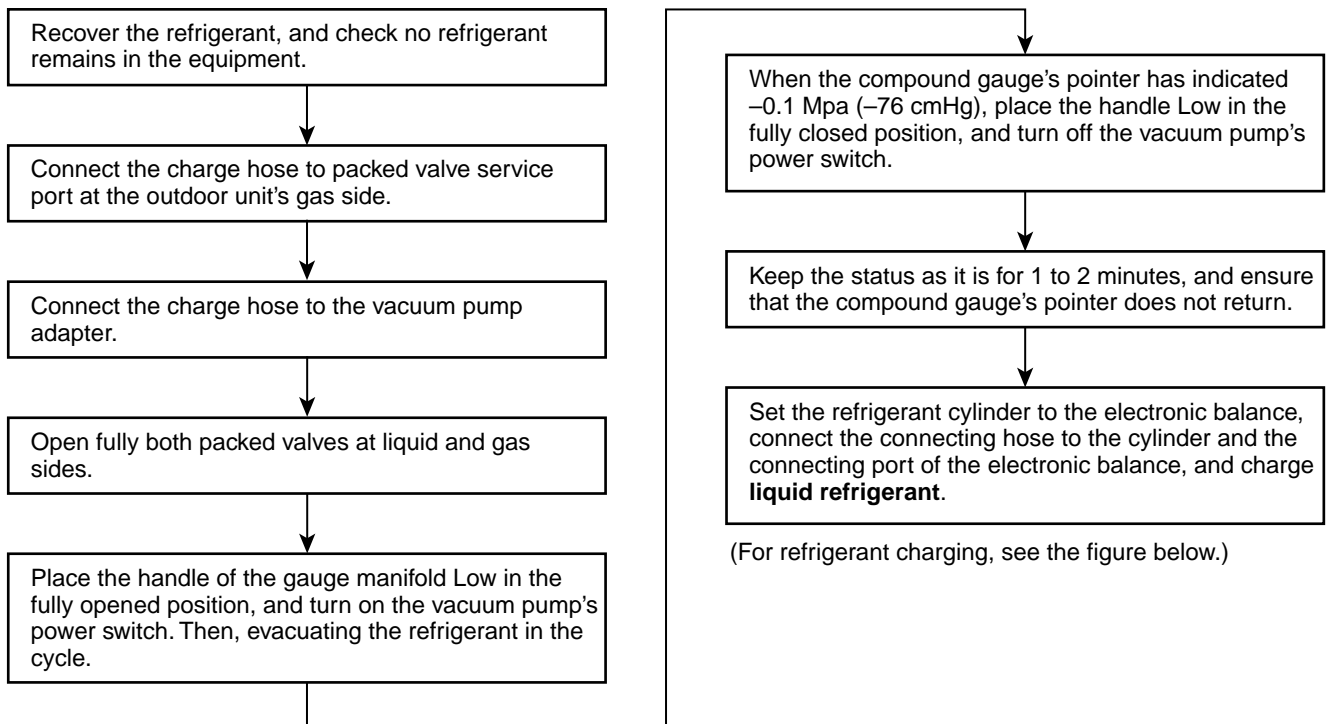 Recover the refrigerant, and check no refrigerant
remains in the equipment.
Connect the charge hose to packed valve service
port at the outdoor unit's gas side.
Connect the charge hose to the vacuum pump
adapter.
Open fully both packed valves at liquid and gas
sides.
Place the handle of the gauge manifold Low in the
fully opened position, and turn on the vacuum pump's
power switch. Then, evacuating the refrigerant in the
cycle.
When the compound gauge's pointer has indicated
–0.1 Mpa (–76 cmHg), place the handle Low in the
fully closed position, and turn off the vacuum pump's
power switch.
Keep the status as it is for 1 to 2 minutes, and ensure
that the compound gauge's pointer does not return.
Set the refrigerant cylinder to the electronic balance,
connect the connecting hose to the cylinder and the
connecting port of the electronic balance, and charge
liquid refrigerant.
(For refrigerant charging, see the figure below.)